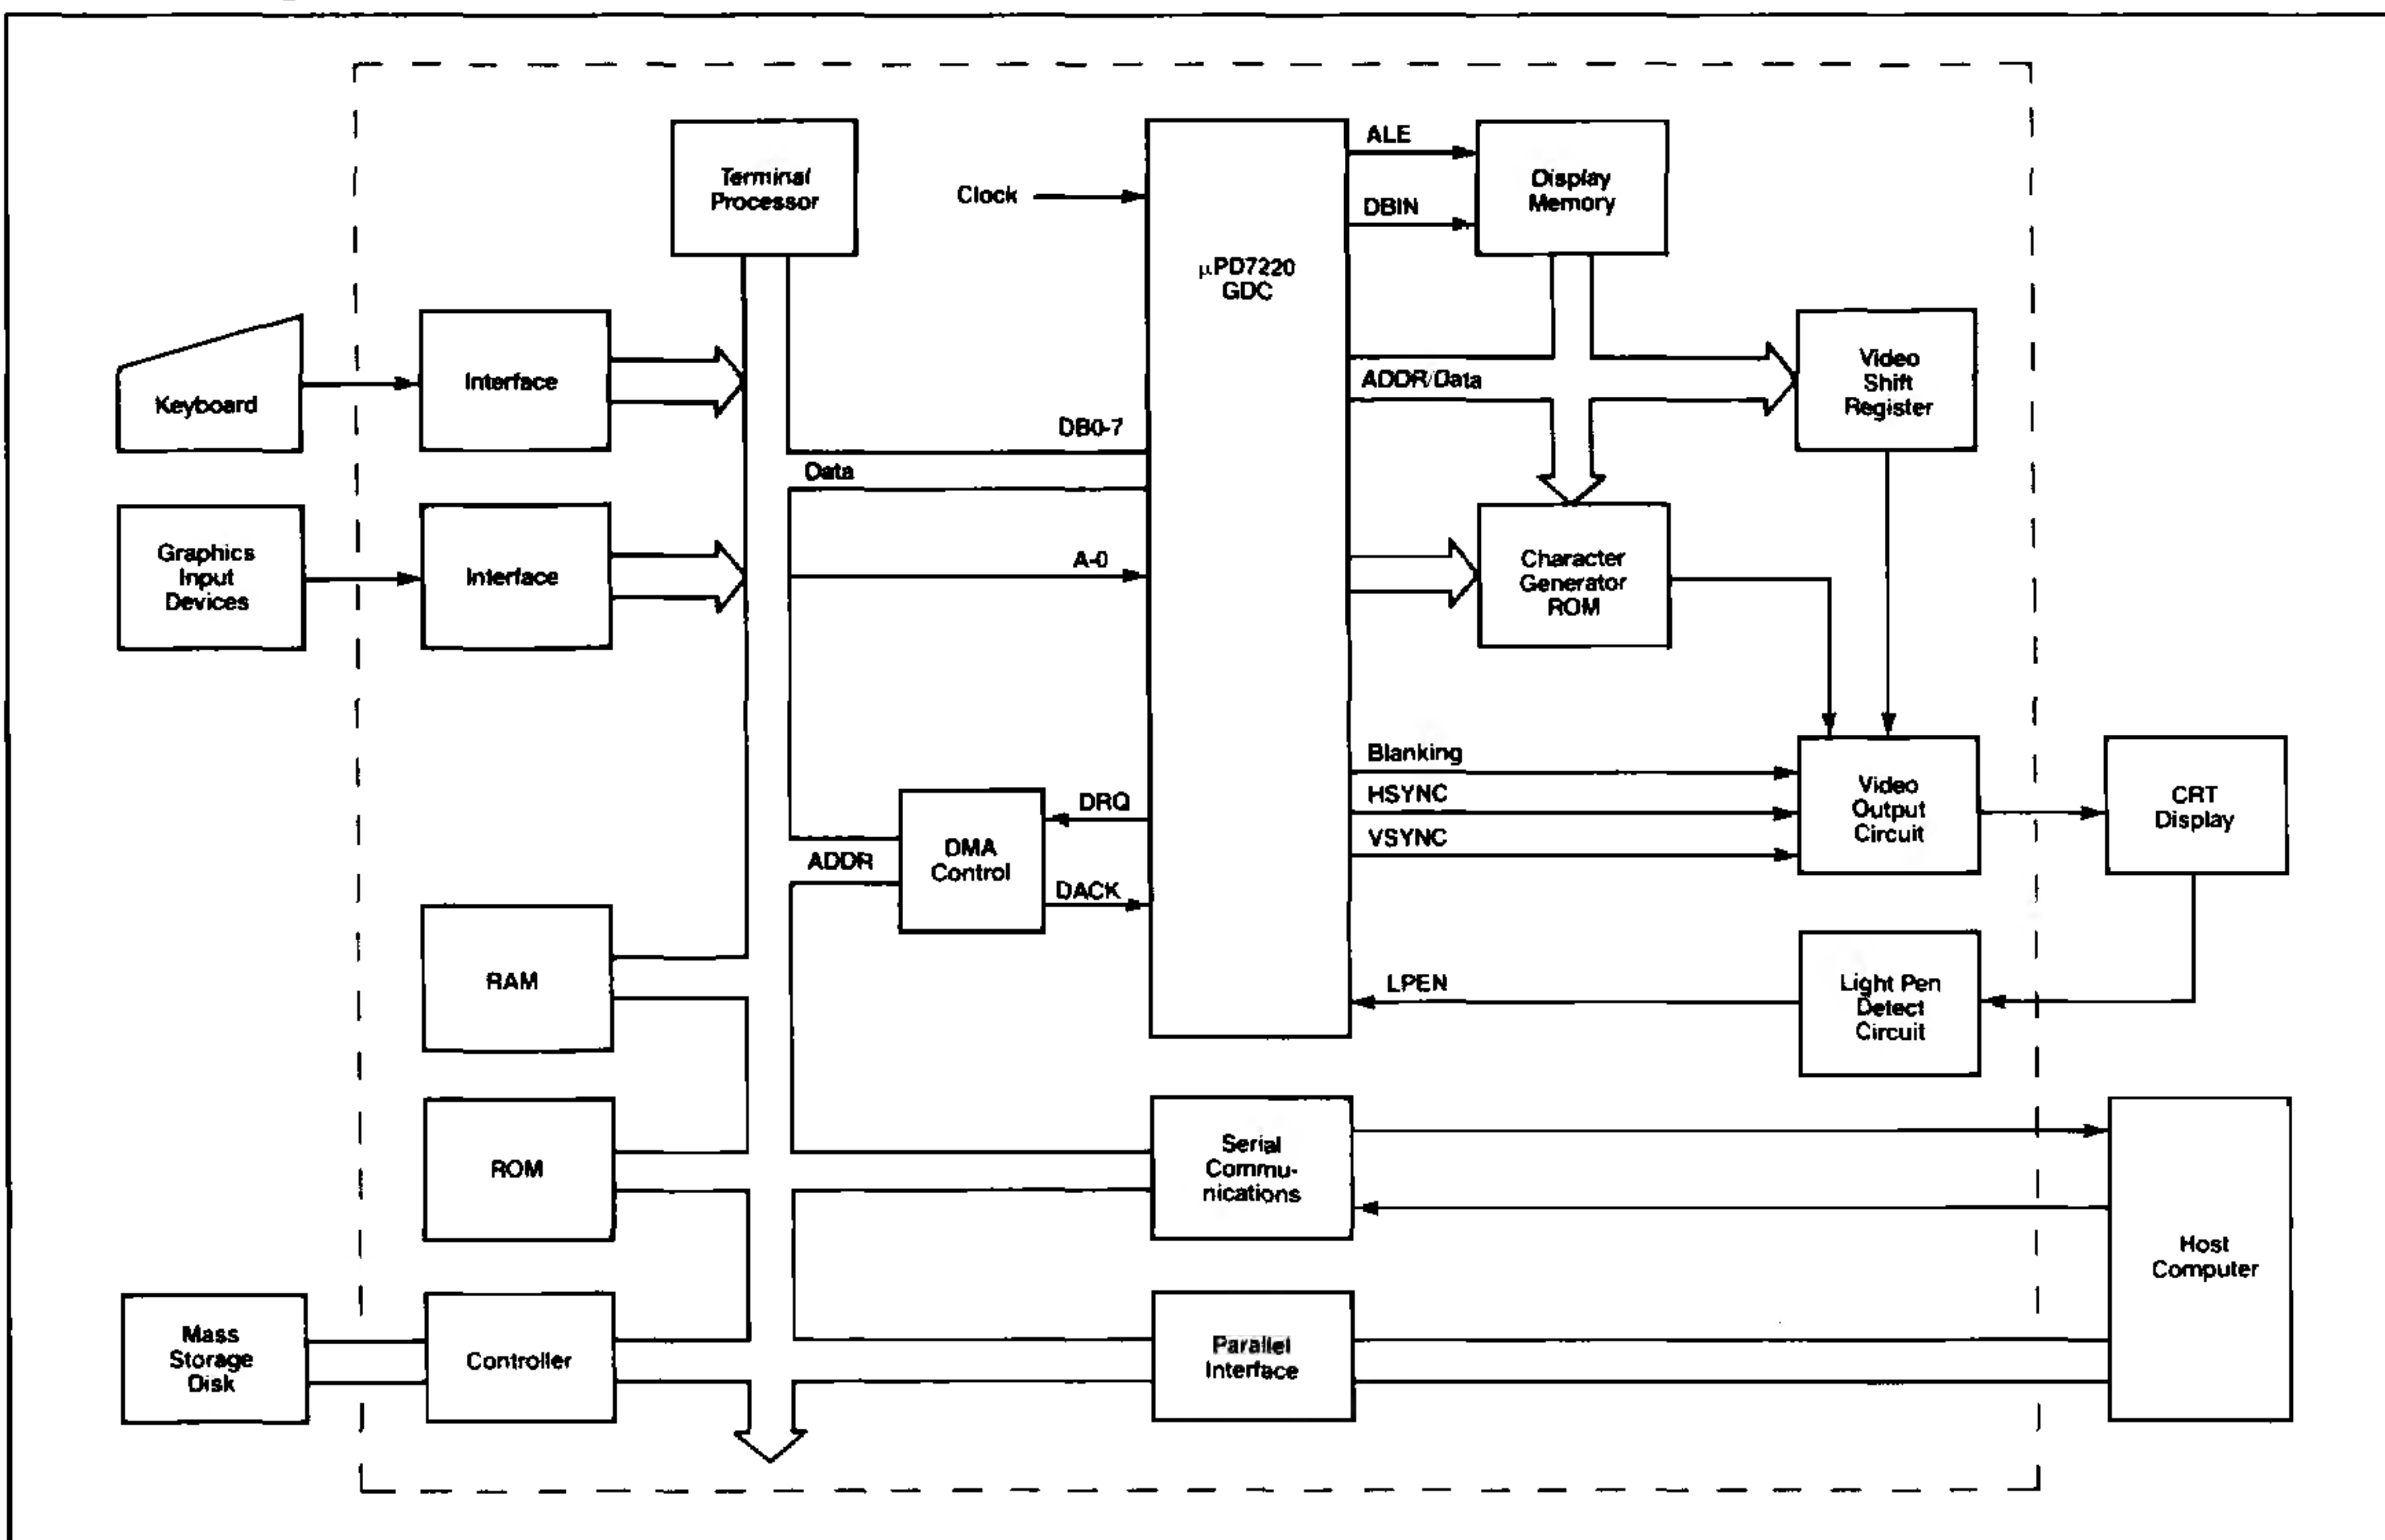 Terminal
Processor
Clock
μPD7220
GDC
ALE
DBIN
Display
Memory
Keyboard
Interface
ADDR/Data
Video
Shift
Register
DB0-7
Data
Graphics
Input
Devices
Interface
A-0
Character
Generator
ROM
Blanking
HSYNC
VSYNC
Video
Output
Circuit
CRT
Display
DRQ
ADDR
DMA
Control
DACK
RAM
LPEN
Light Pen
Detect
Circuit
ROM
Serial
Commu-
nications
Host
Computer
Mass
Storage
Disk
Controller
Parallel
Interface